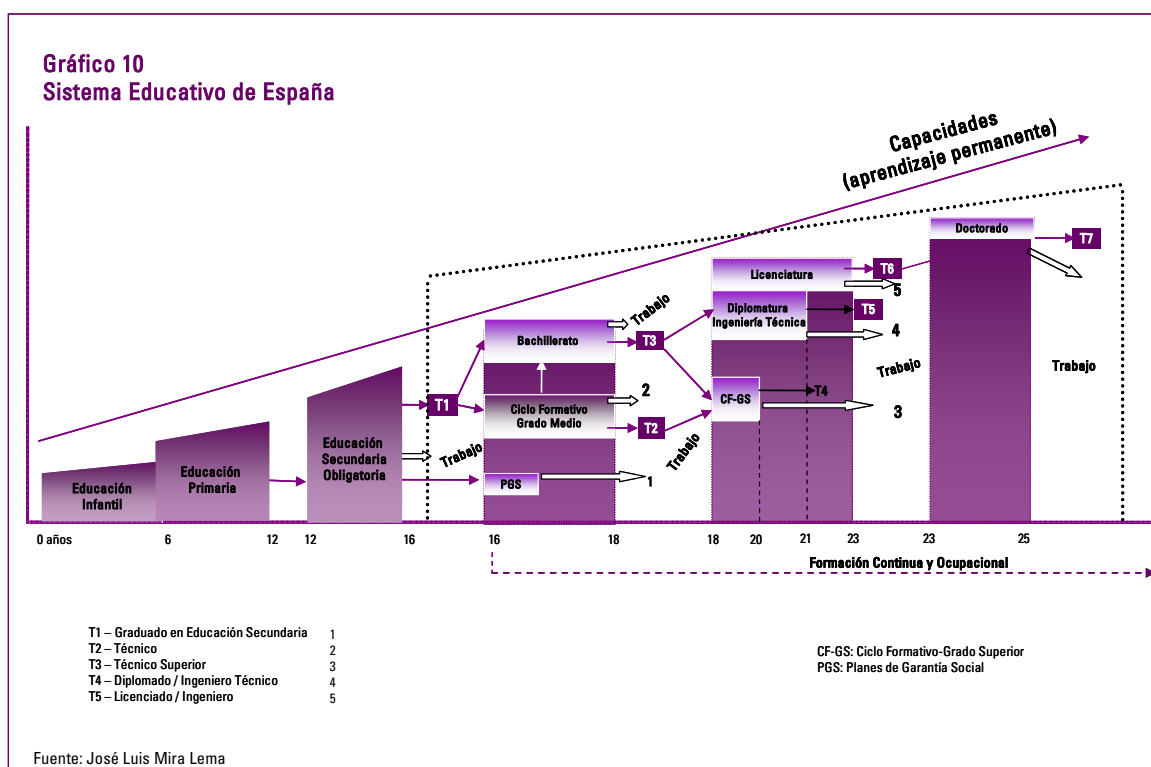 Gráfico 10
Sistema Educativo de España
Capacidades
(aprendizaje permanente)
Doctorado
T7
Licenciatura
T6
5
Diplomatura
Ingeniería Técnica
T5
4
Trabajo
Bachillerato
T3
Trabajo
Trabajo
CF-GS
T4
3
2
T1
Ciclo Formativo
Grado Medio
T2
Trabajo
Educación
Secundaria
Obligatoria
Trabajo
PGS
1
Educación
Primaria
Educación
Infantil
0 años
6
12
12
16
16
18
18
20
21
23
23
25
Formación Continua y Ocupacional
T1 – Graduado en Educación Secundaria 1
T2 – Técnico 2
T3 – Técnico Superior 3
T4 – Diplomado / Ingeniero Técnico 4
T5 – Licenciado / Ingeniero 5
CF-GS: Ciclo Formativo-Grado Superior
PGS: Planes de Garantía Social
Fuente: José Luis Mira Lema